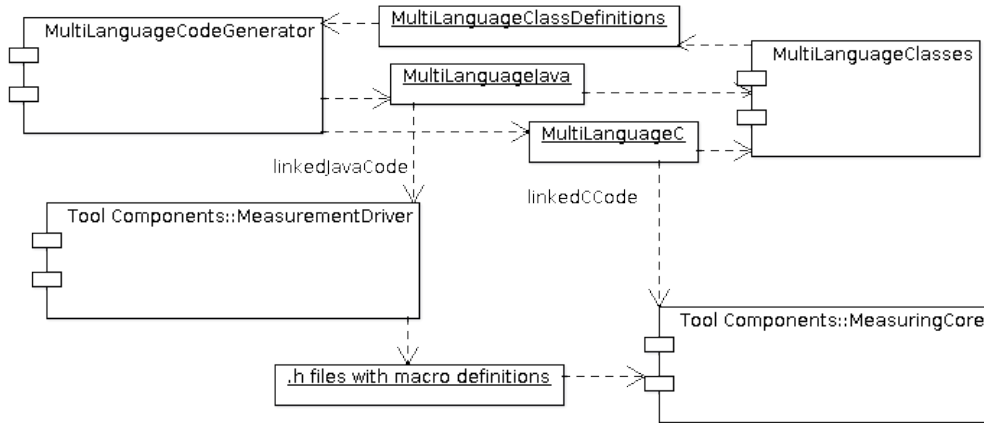 MultiLanguageClassDefinitions
MultiLanguageCodeGenerator
MultiLanguageClasses
MultiLanguageJava
MultiLanguageC
linkedJavaCode
linkedCCode
Tool Components::MeasurementDriver
Tool Components::MeasuringCore
.h files with macro definitions